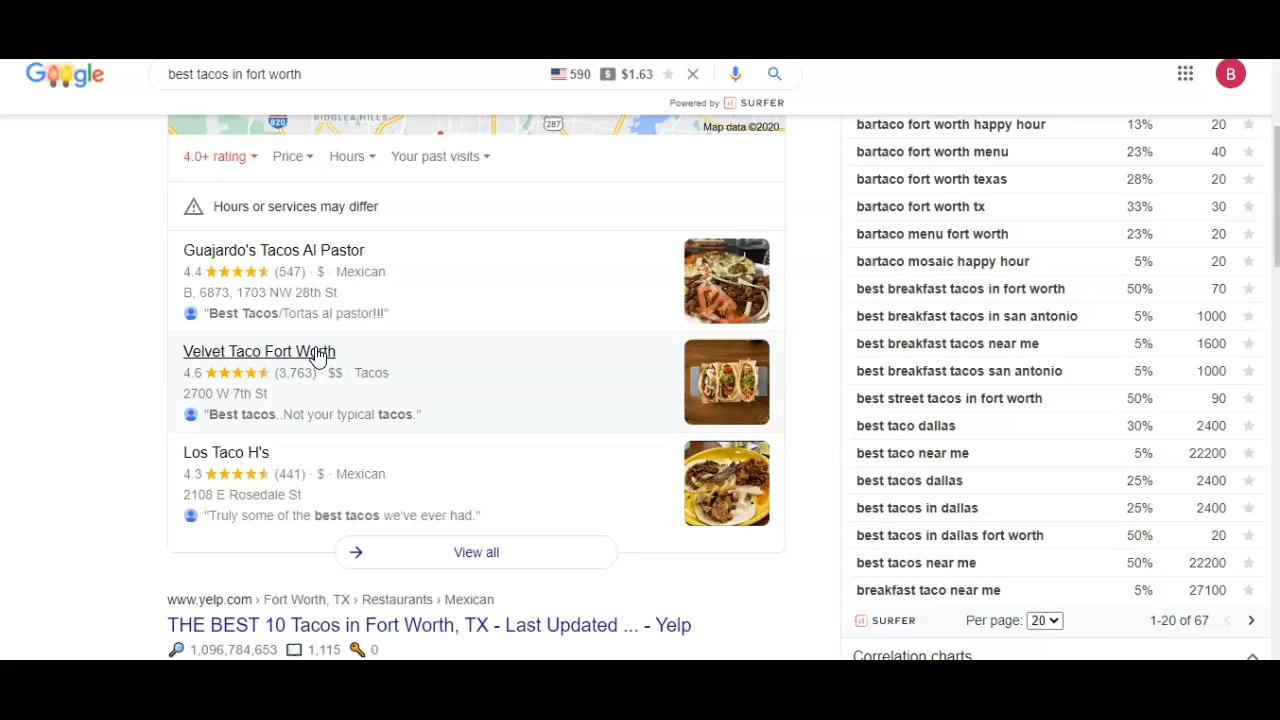 Google
best tacos in fort worth 590 $ $1.63
B
Powered by SURFER
820 RIDGLEA HILLS 287 Map data ©2020
4.0+ rating Price Hours Your past visits
Hours or services may differ
Guajardo's Tacos Al Pastor
4.4 (547) · $ · Mexican
B, 6873, 1703 NW 28th St
"Best Tacos/Tortas al pastor!!!"
Velvet Taco Fort Worth
4.6 (3,763) · $$ · Tacos
2700 W 7th St
"Best tacos..Not your typical tacos."
Los Taco H's
4.3 (441) · $ · Mexican
2108 E Rosedale St
"Truly some of the best tacos we've ever had."
View all
www.yelp.com › Fort Worth, TX › Restaurants › Mexican
THE BEST 10 Tacos in Fort Worth, TX - Last Updated ... - Yelp
1,096,784,653 1,115 0
bartaco fort worth happy hour 13% 20
bartaco fort worth menu 23% 40
bartaco fort worth texas 28% 20
bartaco fort worth tx 33% 30
bartaco menu fort worth 23% 20
bartaco mosaic happy hour 5% 20
best breakfast tacos in fort worth 50% 70
best breakfast tacos in san antonio 5% 1000
best breakfast tacos near me 5% 1600
best breakfast tacos san antonio 5% 1000
best street tacos in fort worth 50% 90
best taco dallas 30% 2400
best taco near me 5% 22200
best tacos dallas 25% 2400
best tacos in dallas 25% 2400
best tacos in dallas fort worth 50% 20
best tacos near me 50% 22200
breakfast taco near me 5% 27100
SURFER Per page: 20 1-20 of 67
Correlation charts